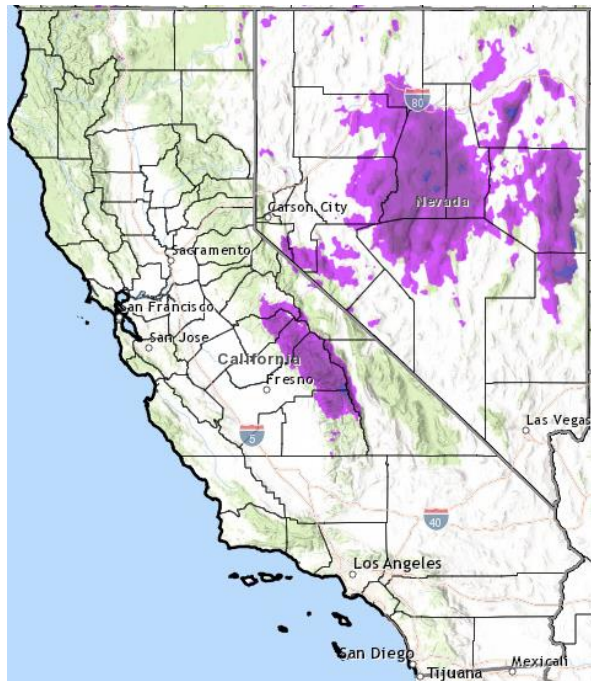 80
Nevada
Carson City
Sacramento
San Francisco
San Jose
California
Fresno
Las Vegas
5
40
Los Angeles
San Diego
Tijuana
Mexicali